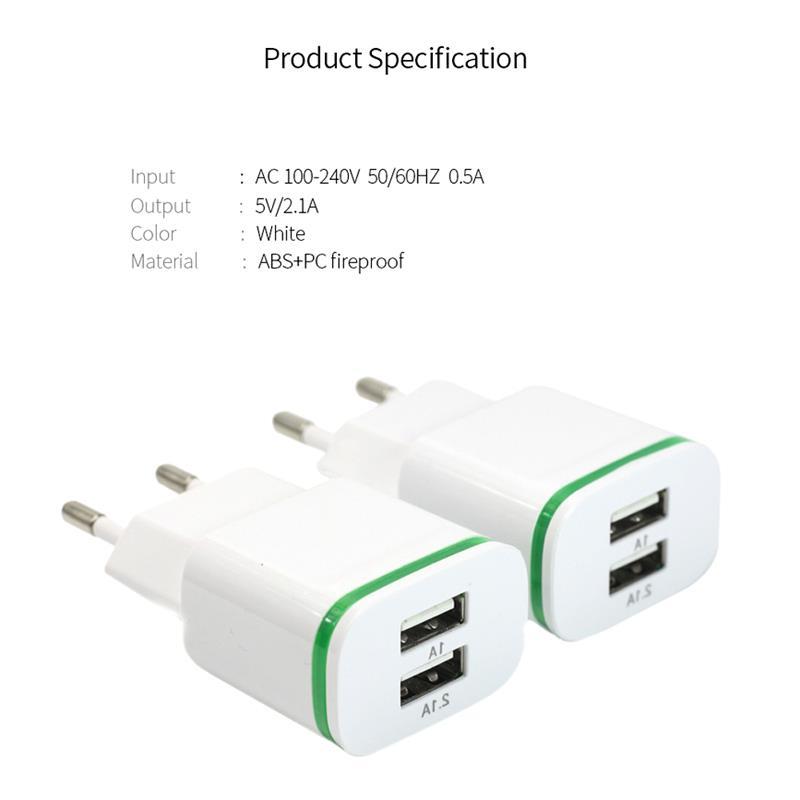 Product Specification
Input : AC 100-240V 50/60HZ 0.5A
Output : 5V/2.1A
Color : White
Material : ABS+PC fireproof
1A
2.1A
1A
2.1A